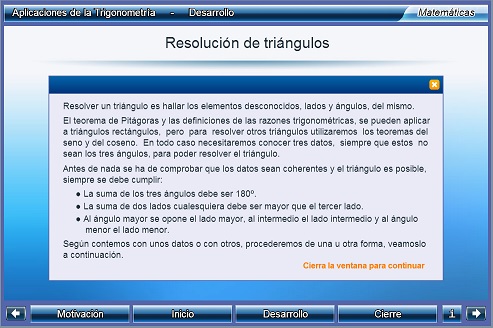 Aplicaciones de la Trigonometría - Desarrollo Matemáticas
Resolución de triángulos
Resolver un triángulo es hallar los elementos desconocidos, lados y ángulos, del mismo.
El teorema de Pitágoras y las definiciones de las razones trigonométricas, se pueden aplicar
a triángulos rectángulos, pero para resolver otros triángulos utilizaremos los teoremas del
seno y del coseno. En todo caso necesitaremos conocer tres datos, siempre que estos no
sean los tres ángulos, para poder resolver el triángulo.
Antes de nada se ha de comprobar que los datos sean coherentes y el triángulo es posible,
siempre se debe cumplir:
● La suma de los tres ángulos debe ser 180º.
● La suma de dos lados cualesquiera debe ser mayor que el tercer lado.
● Al ángulo mayor se opone el lado mayor, al intermedio el lado intermedio y al ángulo
menor el lado menor.
Según contemos con unos datos o con otros, procederemos de una u otra forma, veamoslo
a continuación.
Cierra la ventana para continuar
Motivación Inicio Desarrollo Cierre i